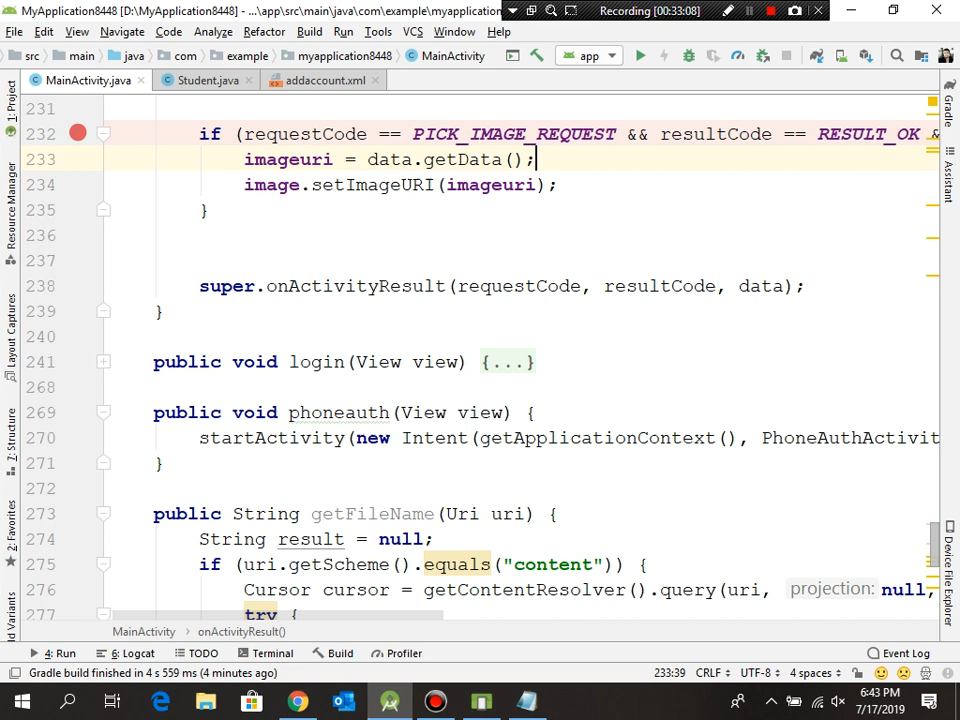 MyApplication8448 [D:\MyApplication8448] - ...\app\src\main\java\com\example\myapplication
Recording [00:33:08]
File Edit View Navigate Code Analyze Refactor Build Run Tools VCS Window Help
src main java com example myapplication8448 MainActivity app
MainActivity.java Student.java addaccount.xml
1: Project
Resource Manager
Layout Captures
7: Structure
2: Favorites
d Variants
Gradle
Assistant
Device File Explorer
231
232 if (requestCode == PICK_IMAGE_REQUEST && resultCode == RESULT_OK &
233 imageuri = data.getData();
234 image.setImageURI(imageuri);
235 }
236
237
238 super.onActivityResult(requestCode, resultCode, data);
239 }
240
241 public void login(View view) {...}
268
269 public void phoneauth(View view) {
270 startActivity(new Intent(getApplicationContext(), PhoneAuthActivit
271 }
272
273 public String getFileName(Uri uri) {
274 String result = null;
275 if (uri.getScheme().equals("content")) {
276 Cursor cursor = getContentResolver().query(uri, projection: null,
277 try {
MainActivity onActivityResult()
4: Run 6: Logcat TODO Terminal Build Profiler Event Log
Gradle build finished in 4 s 559 ms (4 minutes ago) 233:39 CRLF UTF-8 4 spaces
6:43 PM
7/17/2019